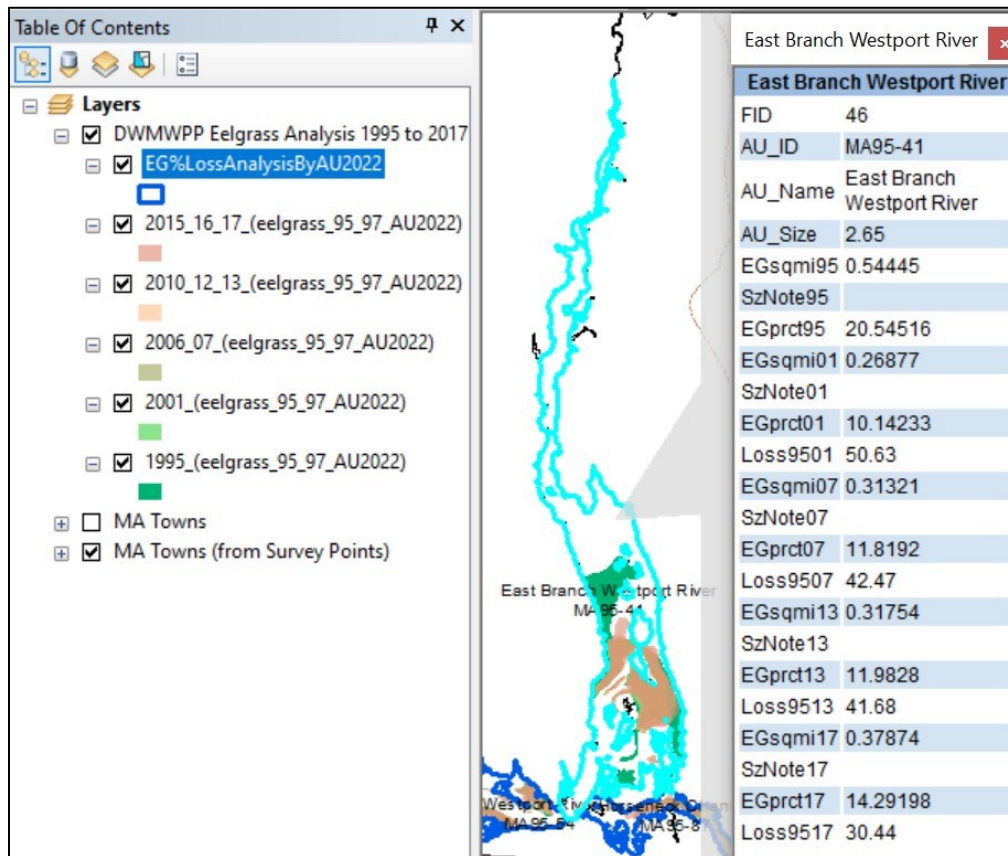 Table Of Contents
Layers
DWMWPP Eelgrass Analysis 1995 to 2017
EG%LossAnalysisByAU2022
2015_16_17_(eelgrass_95_97_AU2022)
2010_12_13_(eelgrass_95_97_AU2022)
2006_07_(eelgrass_95_97_AU2022)
2001_(eelgrass_95_97_AU2022)
1995_(eelgrass_95_97_AU2022)
MA Towns
MA Towns (from Survey Points)
East Branch Westport River
MA95-41
Westport River
MA95-54
Horseneck
MA95-87
East Branch Westport River
East Branch Westport River
FID 46
AU_ID MA95-41
AU_Name East Branch
Westport River
AU_Size 2.65
EGsqmi95 0.54445
SzNote95
EGprct95 20.54516
EGsqmi01 0.26877
SzNote01
EGprct01 10.14233
Loss9501 50.63
EGsqmi07 0.31321
SzNote07
EGprct07 11.8192
Loss9507 42.47
EGsqmi13 0.31754
SzNote13
EGprct13 11.9828
Loss9513 41.68
EGsqmi17 0.37874
SzNote17
EGprct17 14.29198
Loss9517 30.44